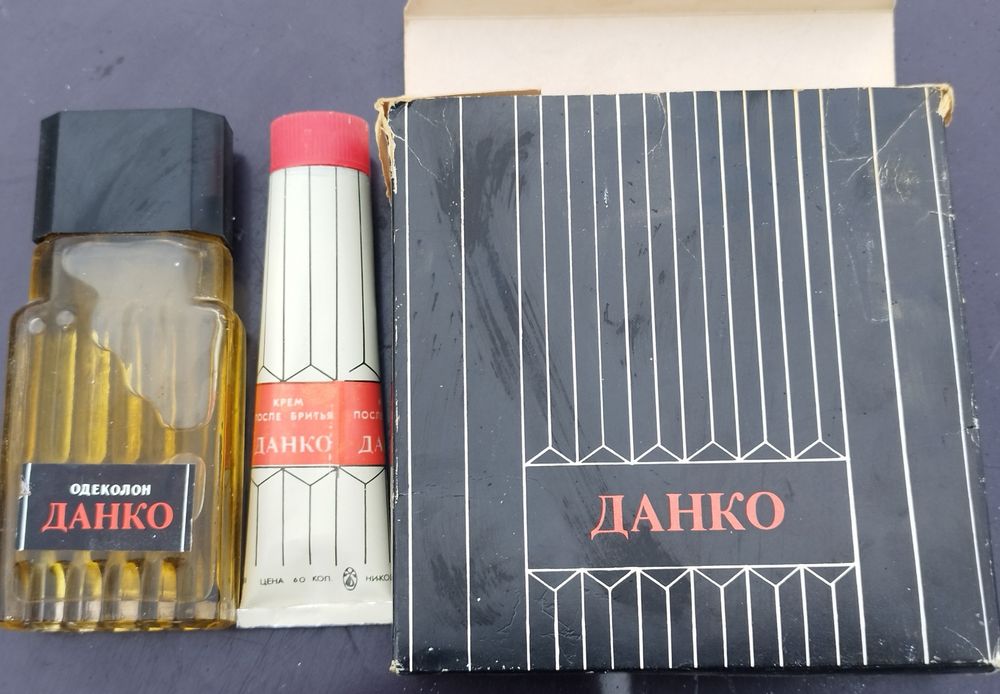 ОДЕКОЛОН
ДАНКО
КРЕМ
ПОСЛЕ БРИТЬЯ
ДАНКО
ЦЕНА 60 КОП.
ДАНКО